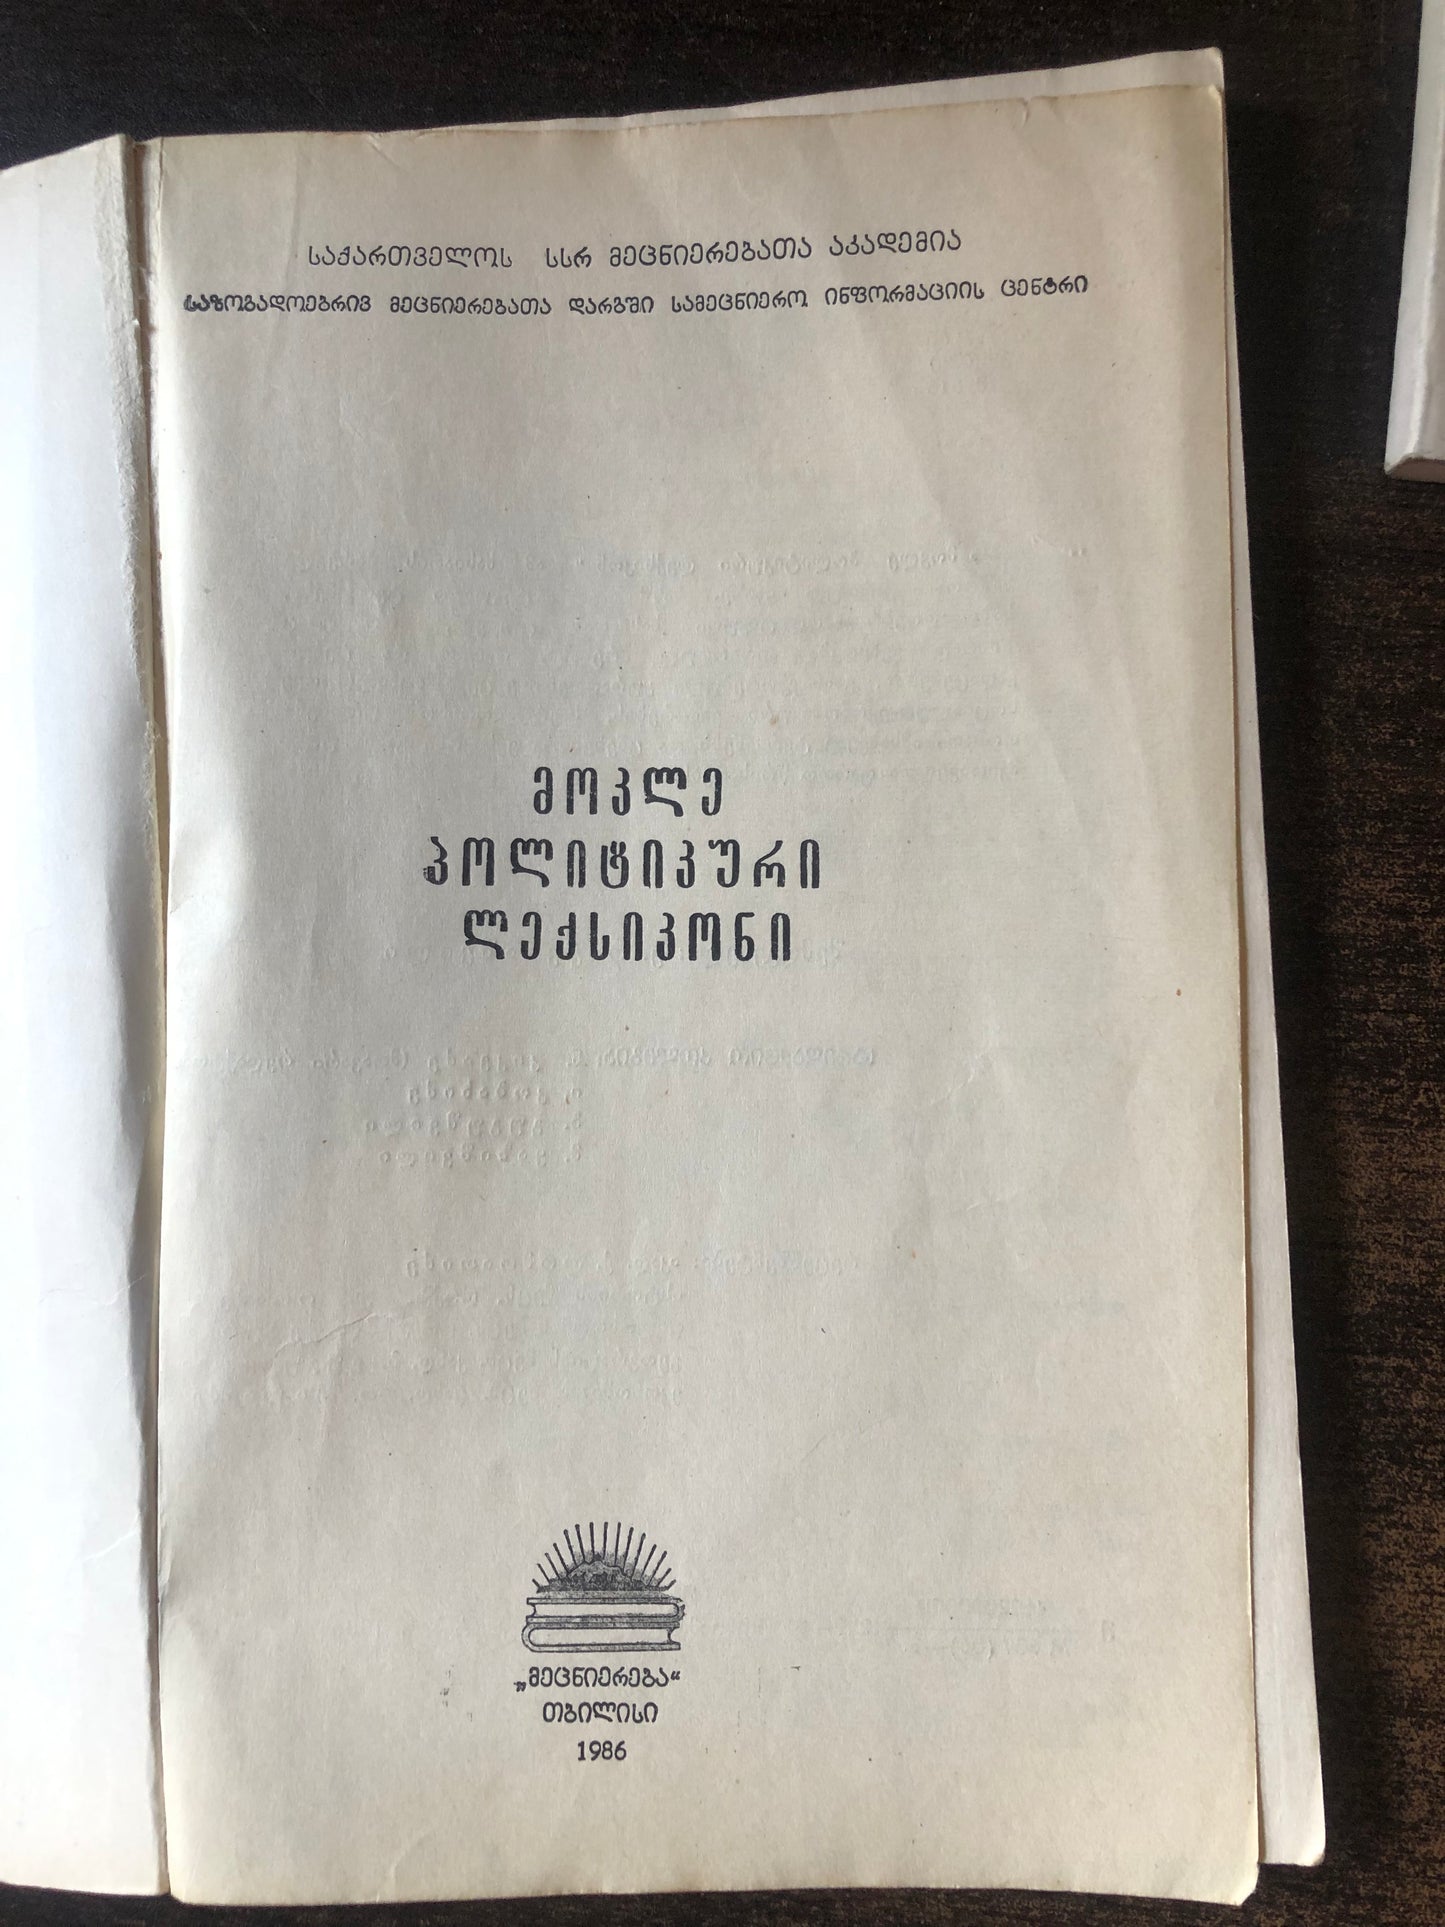 საქართველოს სსრ მეცნიერებათა აკადემია
საზოგადოებრივ მეცნიერებათა დარგში სამეცნიერო ინფორმაციის ცენტრი
მოკლე
პოლიტიკური
ლექსიკონი
„მეცნიერება“
თბილისი
1986